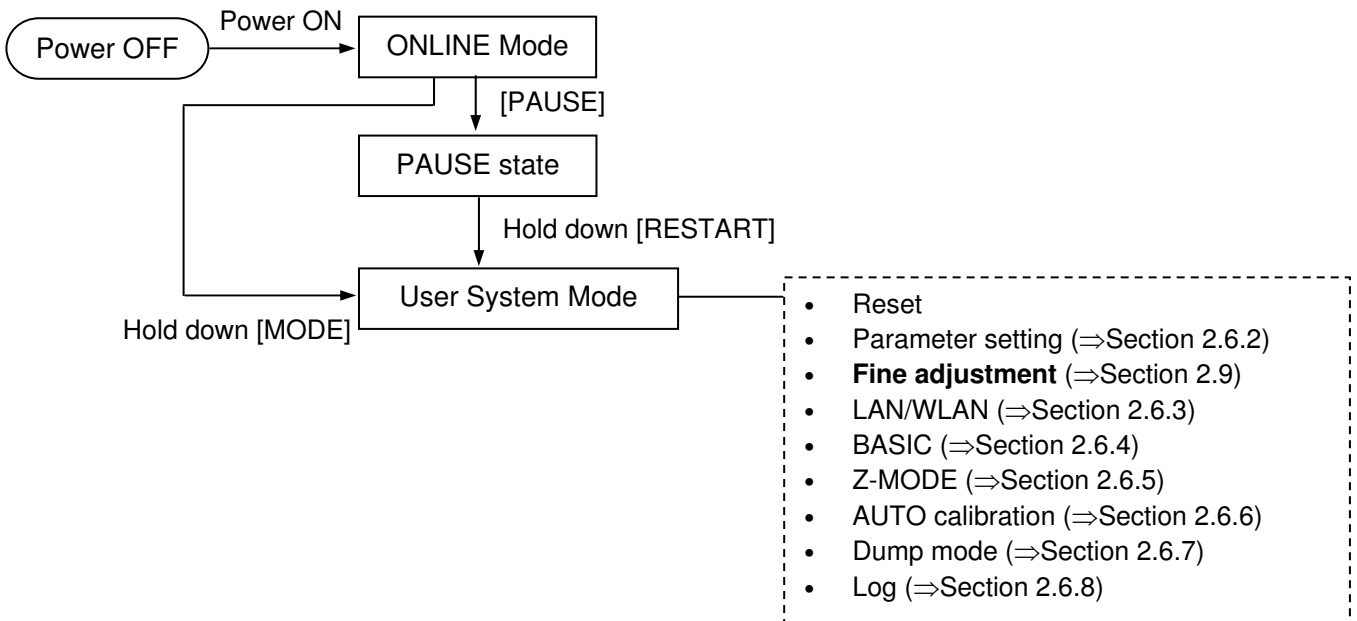 Power ON
Power OFF
ONLINE Mode
[PAUSE]
PAUSE state
Hold down [RESTART]
User System Mode
Hold down [MODE]
• Reset
• Parameter setting (⇒Section 2.6.2)
• Fine adjustment (⇒Section 2.9)
• LAN/WLAN (⇒Section 2.6.3)
• BASIC (⇒Section 2.6.4)
• Z-MODE (⇒Section 2.6.5)
• AUTO calibration (⇒Section 2.6.6)
• Dump mode (⇒Section 2.6.7)
• Log (⇒Section 2.6.8)